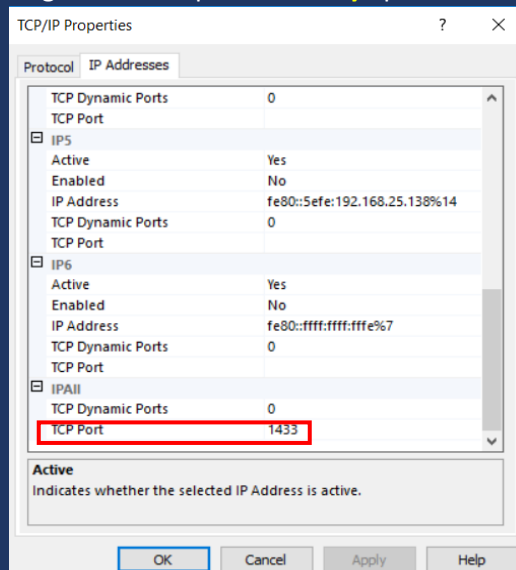 TCP/IP Properties ? ×
Protocol IP Addresses
TCP Dynamic Ports 0
TCP Port
IP5
Active Yes
Enabled No
IP Address fe80::5efe:192.168.25.138%14
TCP Dynamic Ports 0
TCP Port
IP6
Active Yes
Enabled No
IP Address fe80::ffff:ffff:fffe%7
TCP Dynamic Ports 0
TCP Port
IPAll
TCP Dynamic Ports 0
TCP Port 1433
Active
Indicates whether the selected IP Address is active.
OK Cancel Apply Help